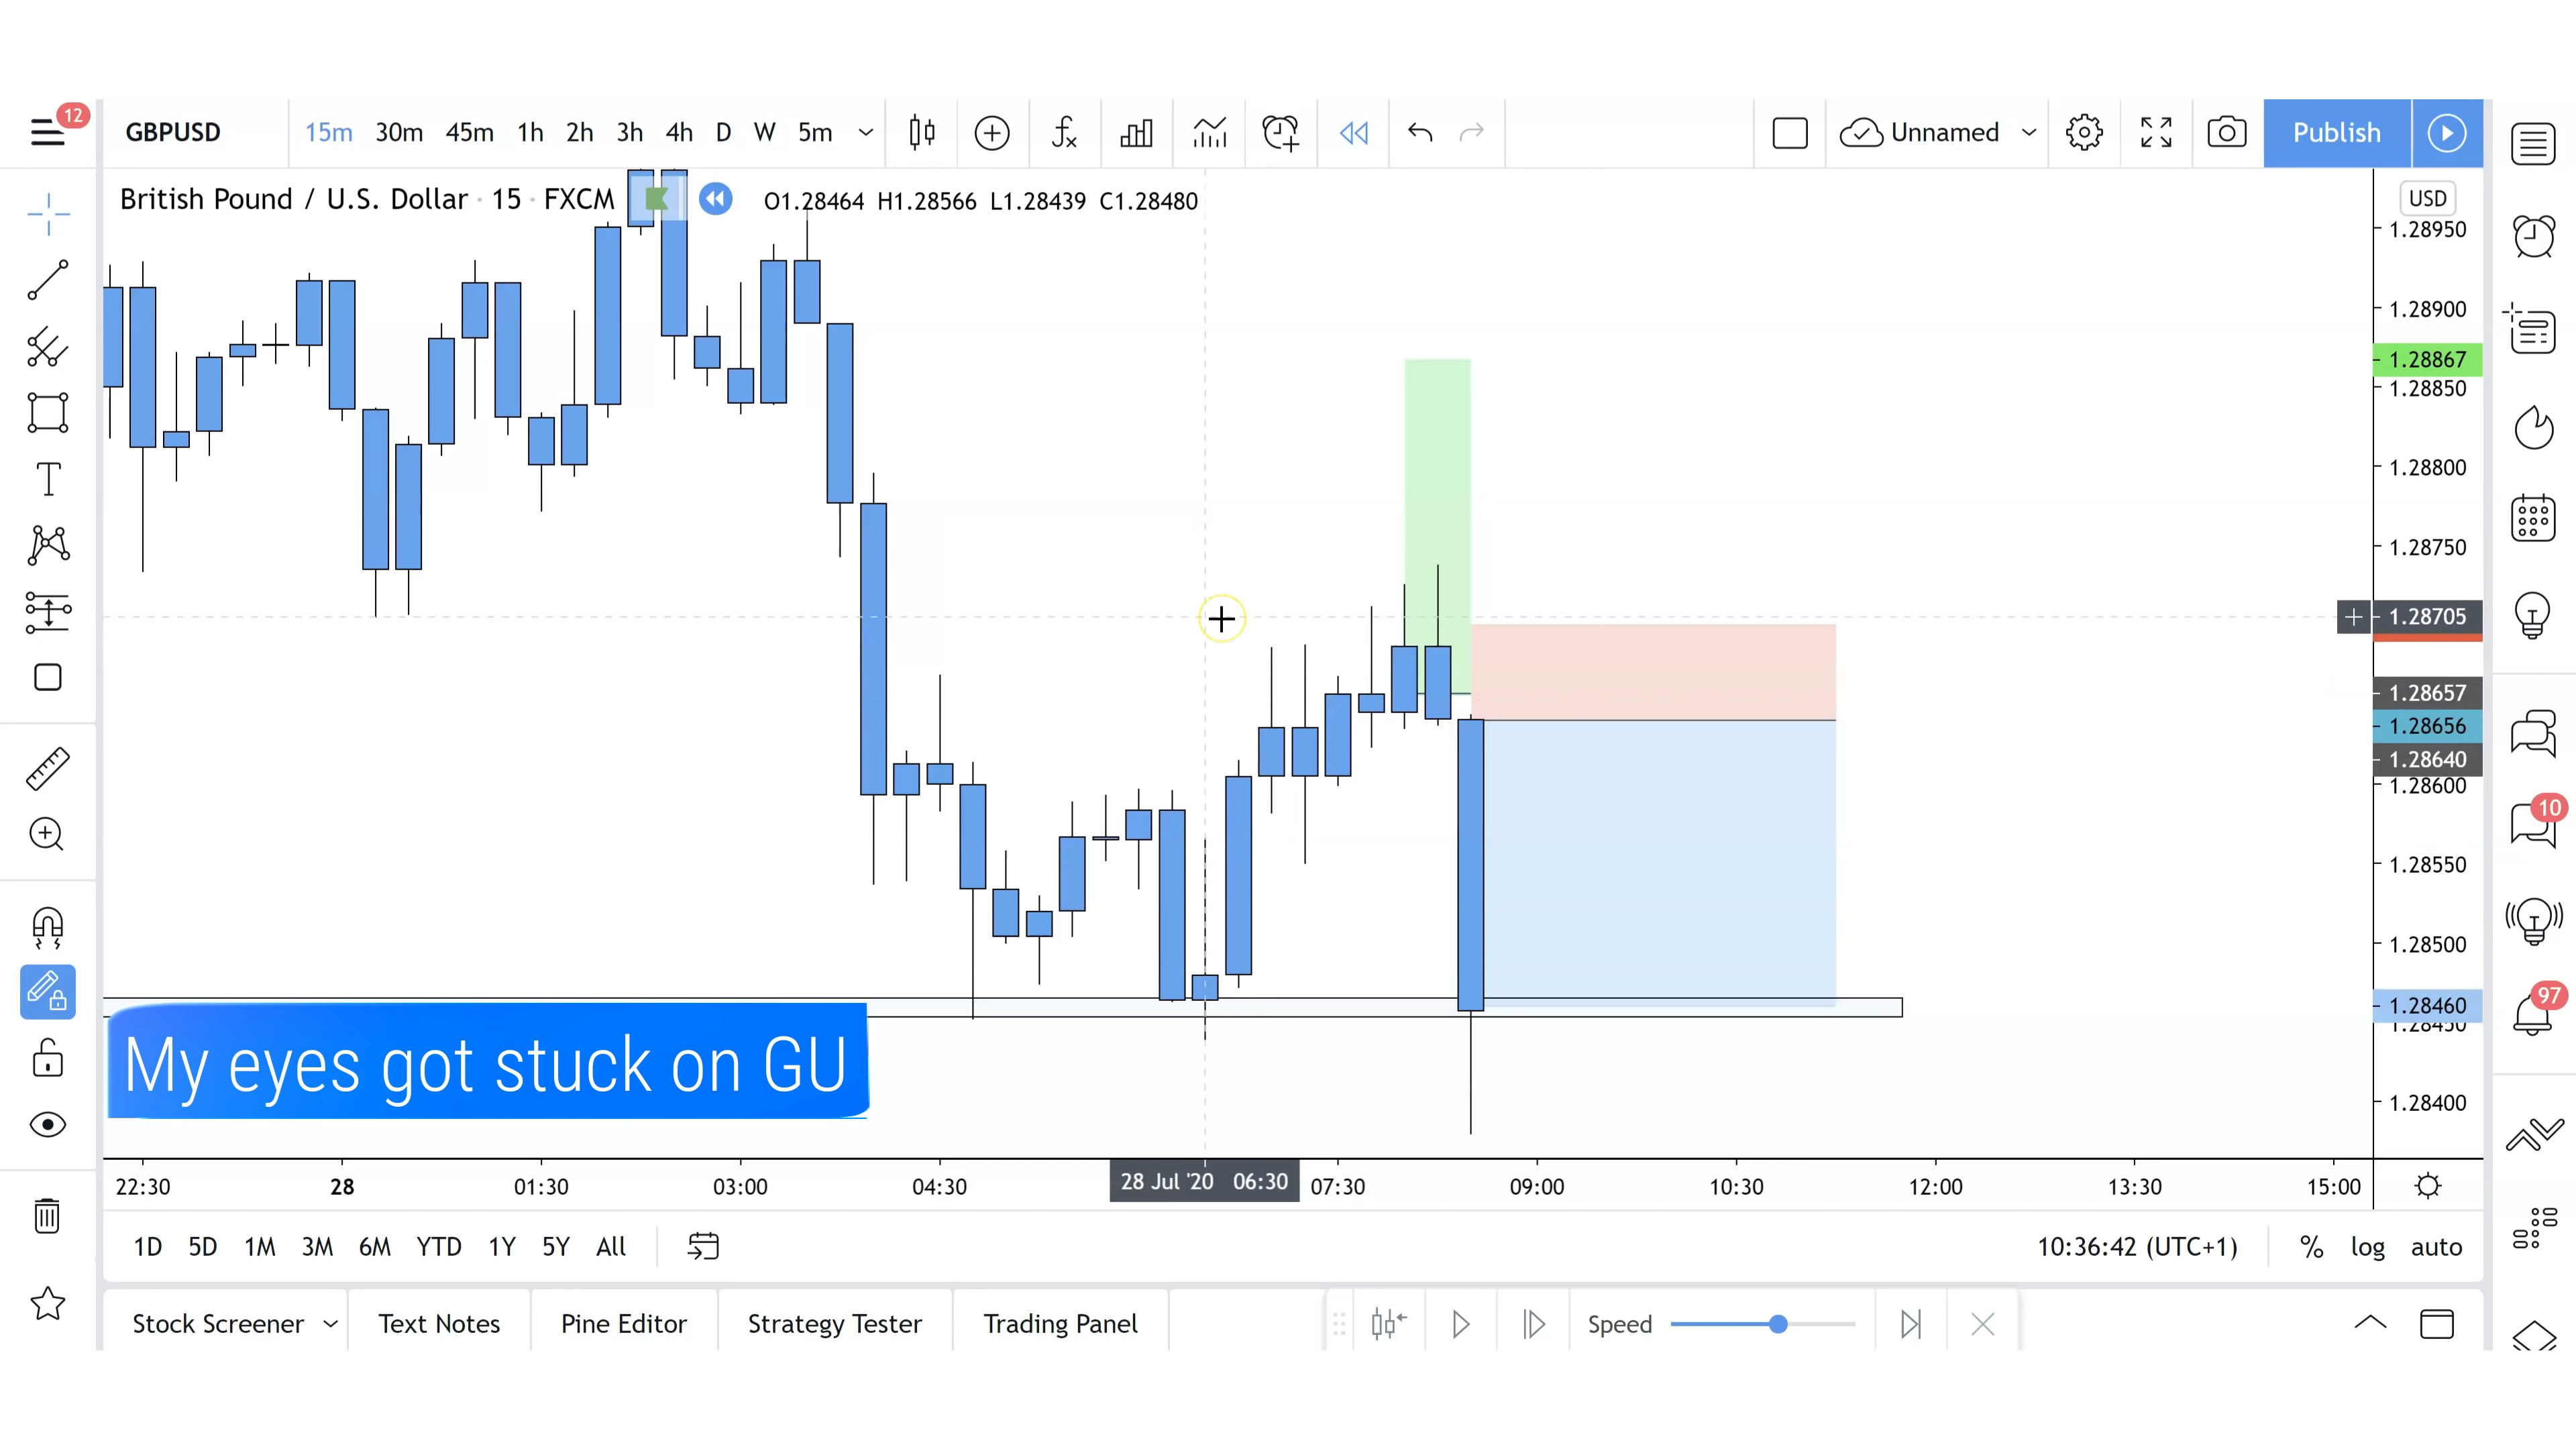 12
GBPUSD
15m 30m 45m 1h 2h 3h 4h D W 5m
Unnamed
Publish
British Pound / U.S. Dollar · 15 · FXCM
O1.28464 H1.28566 L1.28439 C1.28480
USD
1.28950
1.28900
1.28867
1.28850
1.28800
1.28750
1.28705
1.28657
1.28656
1.28640
1.28600
1.28550
1.28500
1.28460
1.28450
1.28400
10
97
My eyes got stuck on GU
22:30 28 01:30 03:00 04:30 28 Jul '20 06:30 07:30 09:00 10:30 12:00 13:30 15:00
1D 5D 1M 3M 6M YTD 1Y 5Y All
10:36:42 (UTC+1) % log auto
Stock Screener Text Notes Pine Editor Strategy Tester Trading Panel
Speed